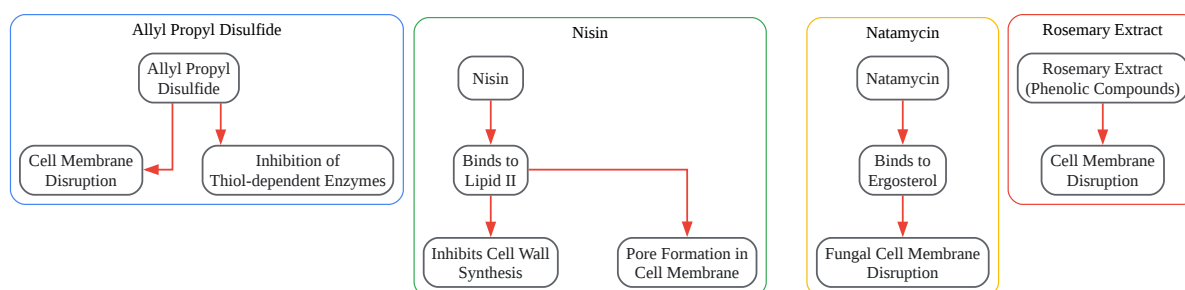 Allyl Propyl Disulfide
Allyl Propyl
Disulfide
Cell Membrane
Disruption
Inhibition of
Thiol-dependent Enzymes
Nisin
Nisin
Binds to
Lipid II
Inhibits Cell Wall
Synthesis
Pore Formation in
Cell Membrane
Natamycin
Natamycin
Binds to
Ergosterol
Fungal Cell Membrane
Disruption
Rosemary Extract
Rosemary Extract
(Phenolic Compounds)
Cell Membrane
Disruption